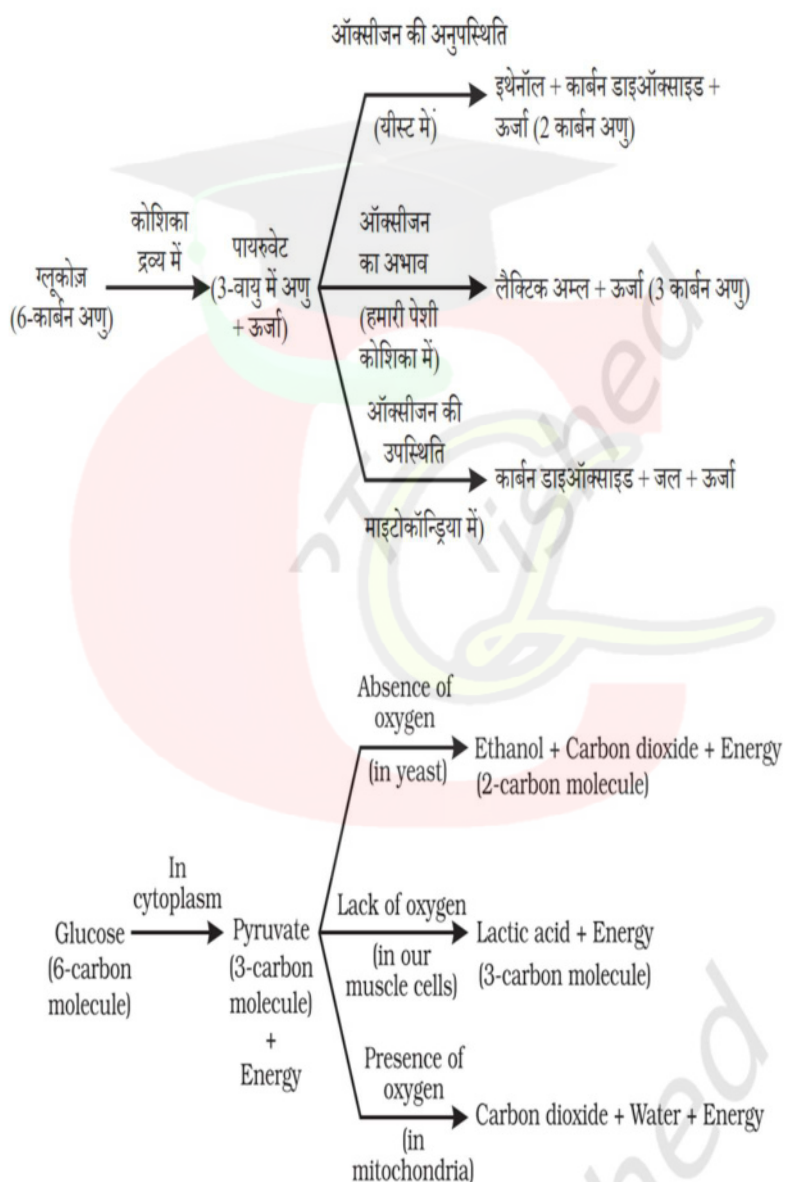 ऑक्सीजन की अनुपस्थिति
इथेनॉल + कार्बन डाइऑक्साइड +
ऊर्जा (2 कार्बन अणु)
(यीस्ट में)
कोशिका
द्रव्य में
ग्लूकोज़
(6-कार्बन अणु)
पायरुवेट
(3-वायु में अणु
+ ऊर्जा)
ऑक्सीजन
का अभाव
(हमारी पेशी
कोशिका में)
लैक्टिक अम्ल + ऊर्जा (3 कार्बन अणु)
ऑक्सीजन की
उपस्थिति
माइटोकॉन्ड्रिया में)
कार्बन डाइऑक्साइड + जल + ऊर्जा
Absence of
oxygen
(in yeast)
Ethanol + Carbon dioxide + Energy
(2-carbon molecule)
In
cytoplasm
Glucose
(6-carbon
molecule)
Pyruvate
(3-carbon
molecule)
+
Energy
Lack of oxygen
(in our
muscle cells)
Lactic acid + Energy
(3-carbon molecule)
Presence of
oxygen
(in
mitochondria)
Carbon dioxide + Water + Energy